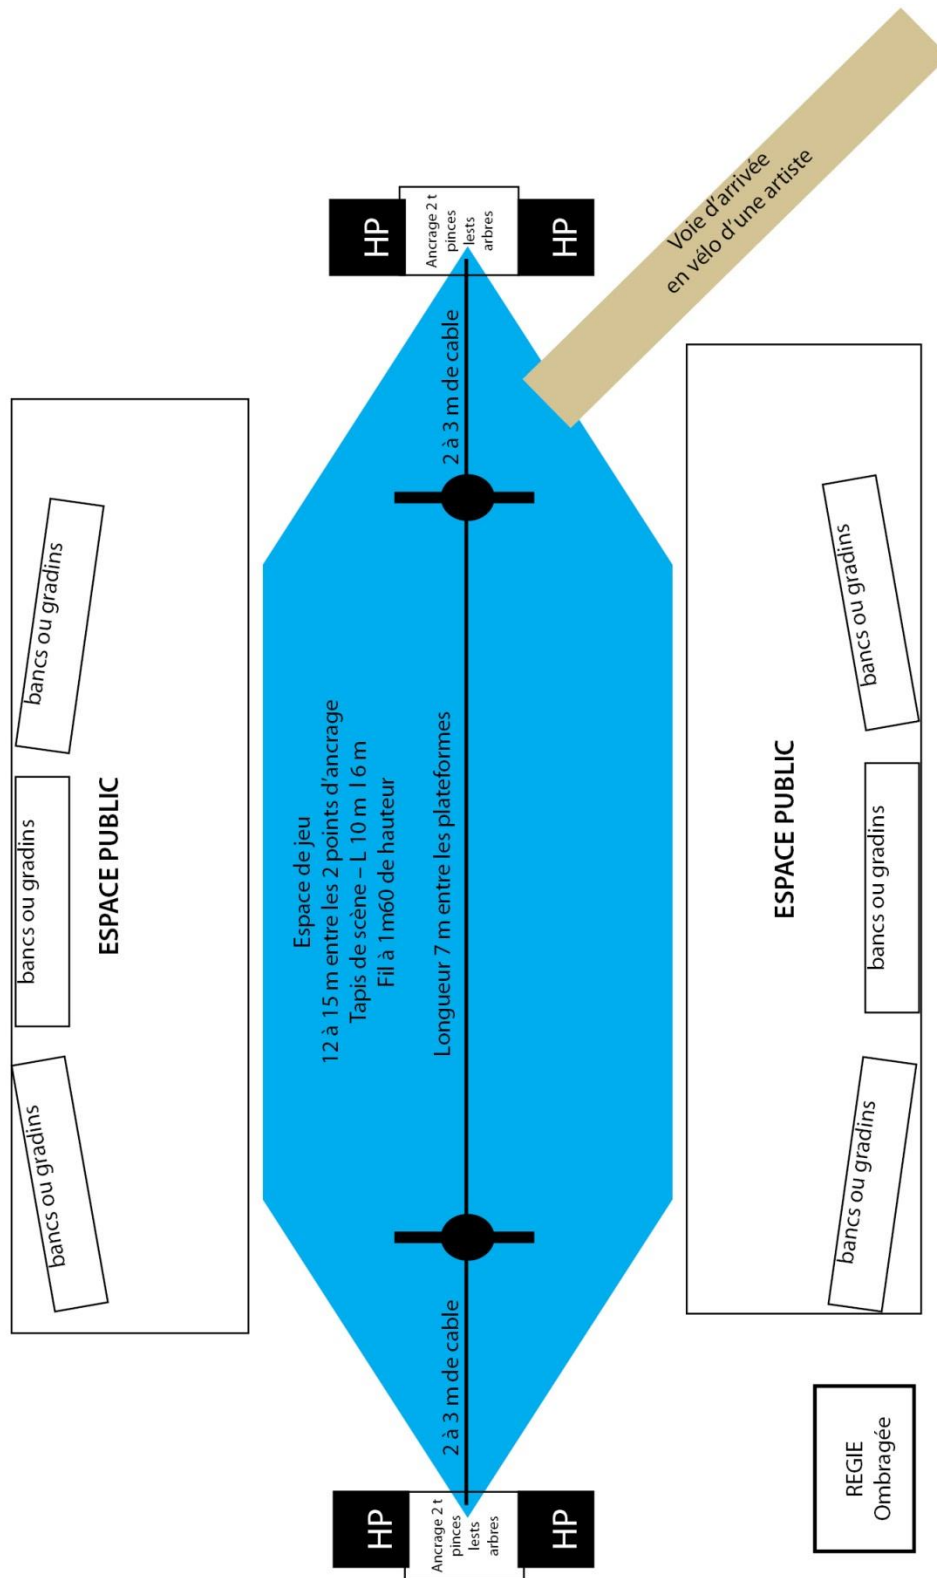 HP
Ancrage 2 t
pinces
lests
arbres
HP
Voie d'arrivée
en vélo d'une artiste
2 à 3 m de cable
bancs ou gradins
bancs ou gradins
bancs ou gradins
ESPACE PUBLIC
Espace de jeu
12 à 15 m entre les 2 points d'ancrage
Tapis de scène – L 10 m l 6 m
Fil à 1m60 de hauteur
Longueur 7 m entre les plateformes
ESPACE PUBLIC
bancs ou gradins
bancs ou gradins
bancs ou gradins
2 à 3 m de cable
HP
Ancrage 2 t
pinces
lests
arbres
HP
REGIE
Ombragée